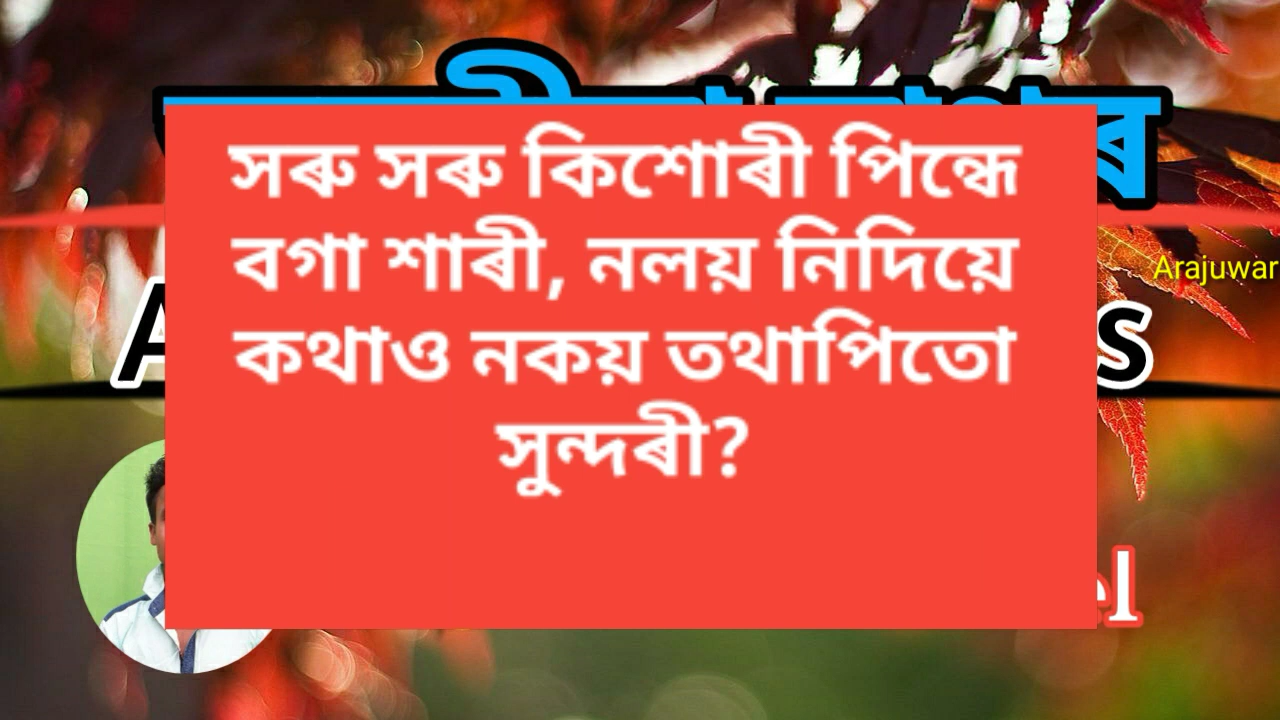 সৰু সৰু কিশোৰী পিন্ধে
বগা শাৰী, নলয় নিদিয়ে
কথাও নকয় তথাপিতো
সুন্দৰী?
Arajuwar